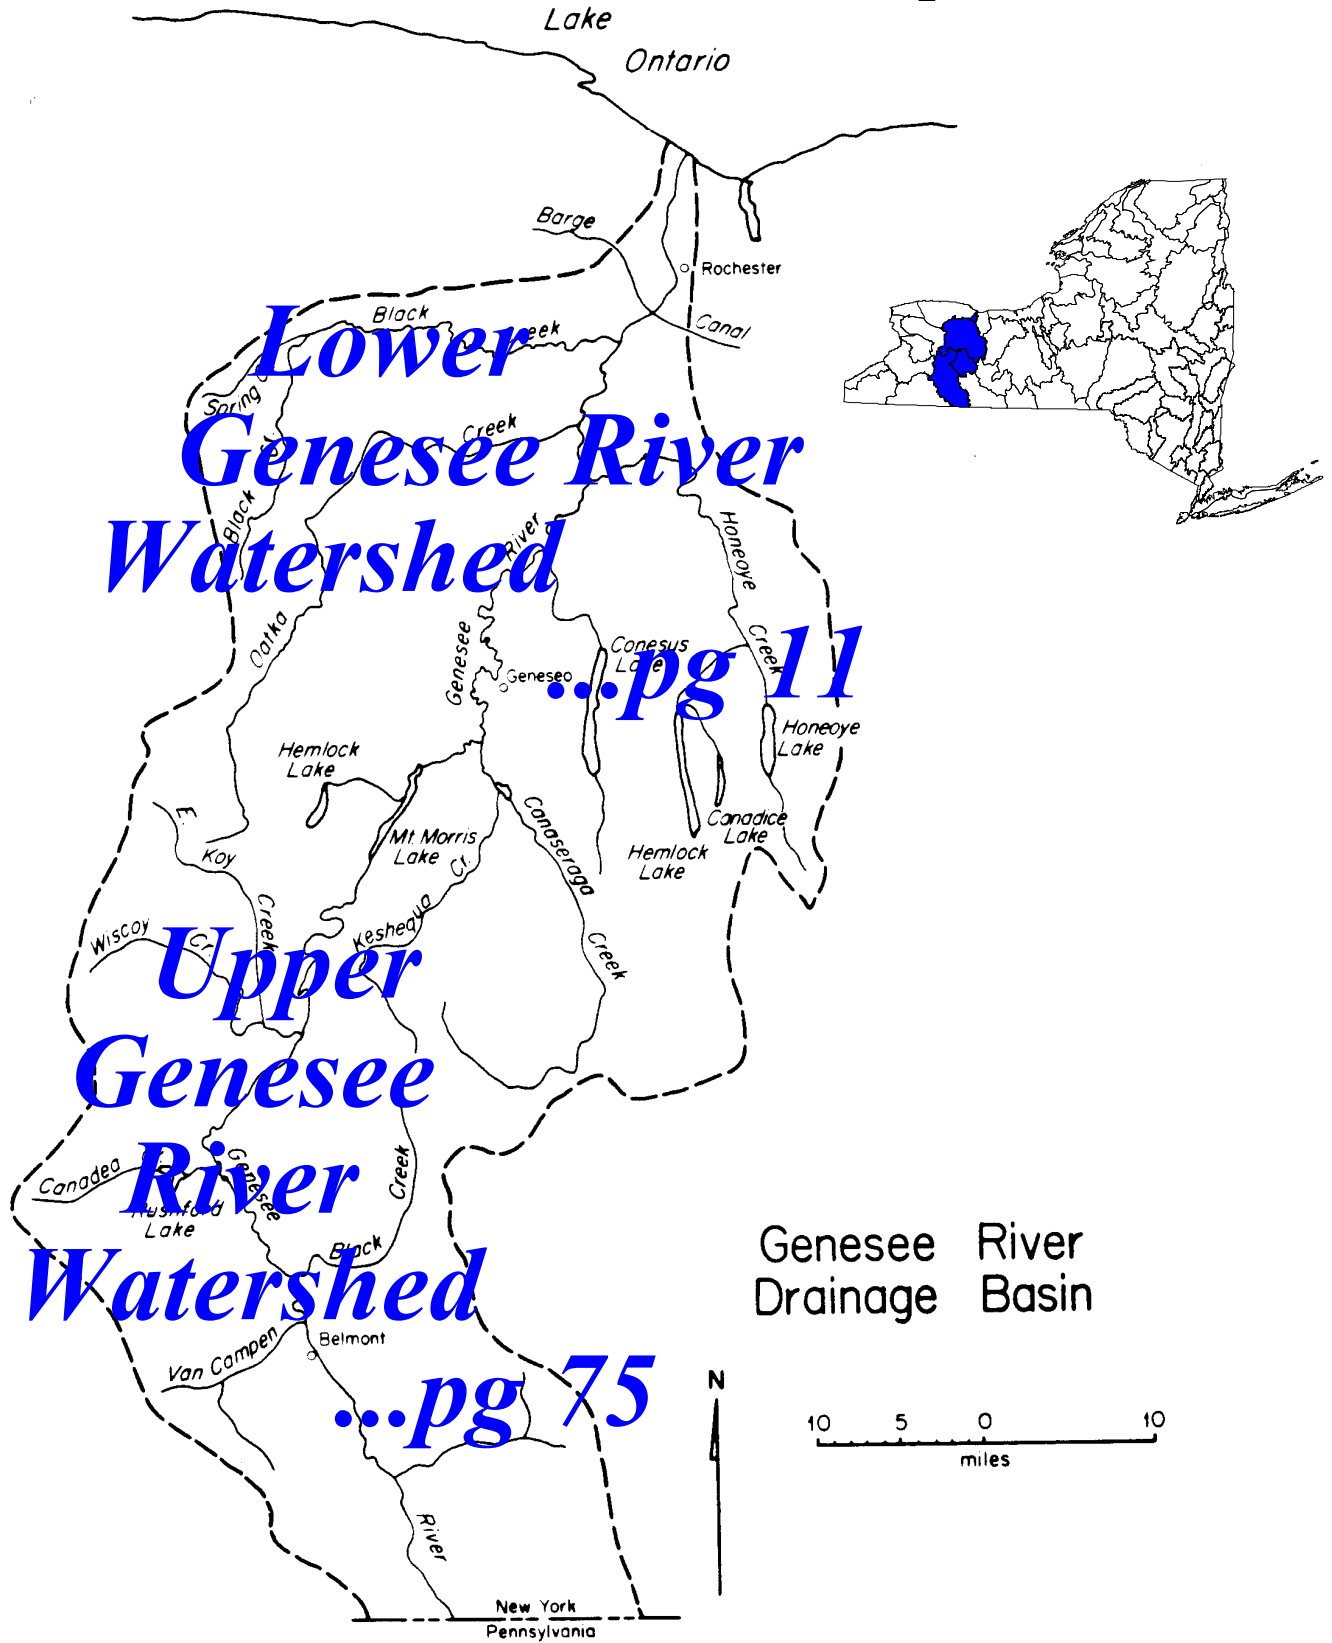 Lake
Ontario
Barge
Rochester
Canal
Black
Creek
Lower
Spring
Cr.
Creek
Genesee River
Black
River
Honeoye
Watershed
Oatka
Genesee
Creek
Conesus
Lake
Geneseo
...pg 11
Honeoye
Lake
Hemlock
Lake
E.
Koy
Mt. Morris
Lake
Canaseraga
Canadice
Lake
Hemlock
Lake
Creek
Keshequa Cr.
Wiscoy Cr.
Creek
Upper
Genesee
Canadea
Genesee
Creek
River
Rushford
Lake
Black
Watershed
Genesee River
Drainage Basin
Van Campen
Belmont
...pg 75
N
10 5 0 10
miles
River
New York
Pennsylvania